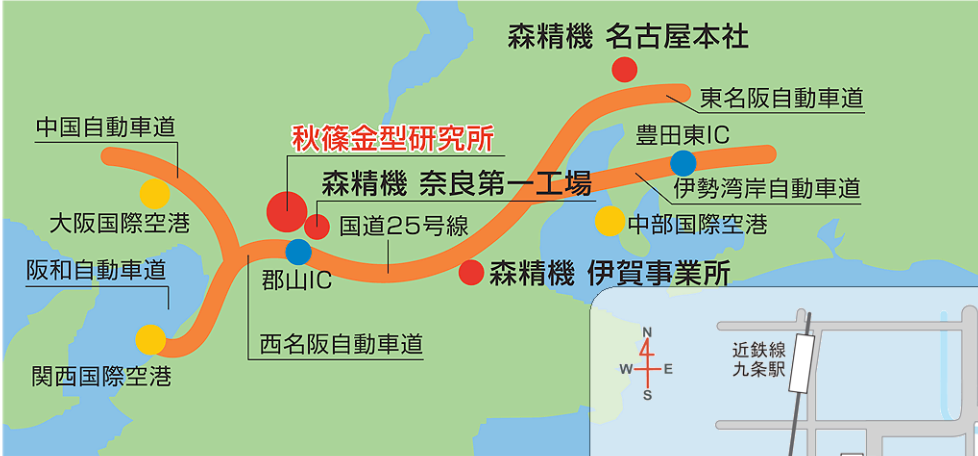 森精機 名古屋本社
東名阪自動車道
中国自動車道
秋篠金型研究所
豊田東IC
森精機 奈良第一工場
伊勢湾岸自動車道
大阪国際空港
国道25号線
中部国際空港
阪和自動車道
郡山IC
森精機 伊賀事業所
西名阪自動車道
関西国際空港
N
W
E
S
近鉄線
九条駅